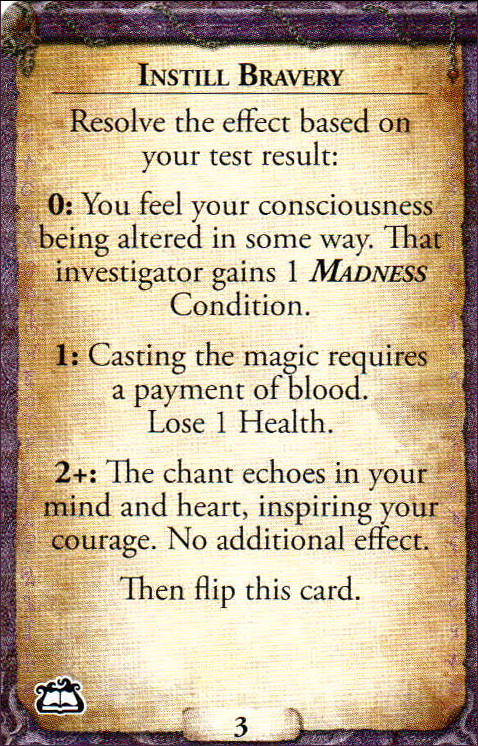 INSTILL BRAVERY
Resolve the effect based on
your test result:
0: You feel your consciousness
being altered in some way. That
investigator gains 1 MADNESS
Condition.
1: Casting the magic requires
a payment of blood.
Lose 1 Health.
2+: The chant echoes in your
mind and heart, inspiring your
courage. No additional effect.
Then flip this card.
3